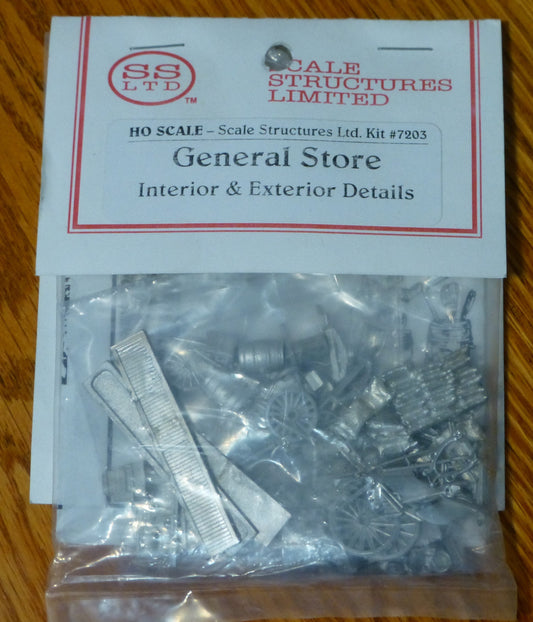 SS
LTD
TM
SCALE
STRUCTURES
LIMITED
HO SCALE – Scale Structures Ltd. Kit #7203
General Store
Interior & Exterior Details